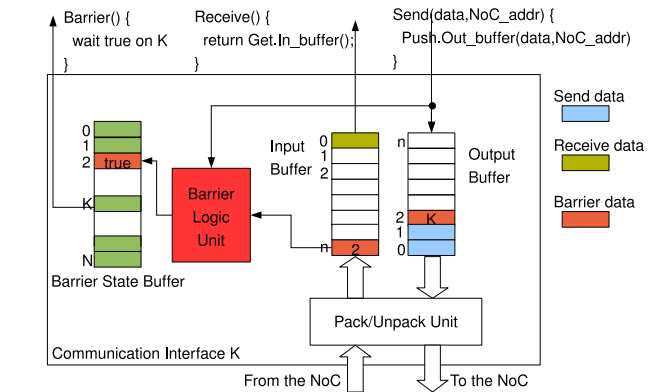 Barrier() {
wait true on K
}
Receive() {
return Get.In_buffer();
}
Send(data,NoC_addr) {
Push.Out_buffer(data,NoC_addr)
}
Send data
Receive data
Barrier data
0
1
2
true
K
N
Barrier State Buffer
Barrier
Logic
Unit
Input
Buffer
0
1
2
n
2
n
2
K
1
0
Output
Buffer
Pack/Unpack Unit
Communication Interface K
From the NoC
To the NoC